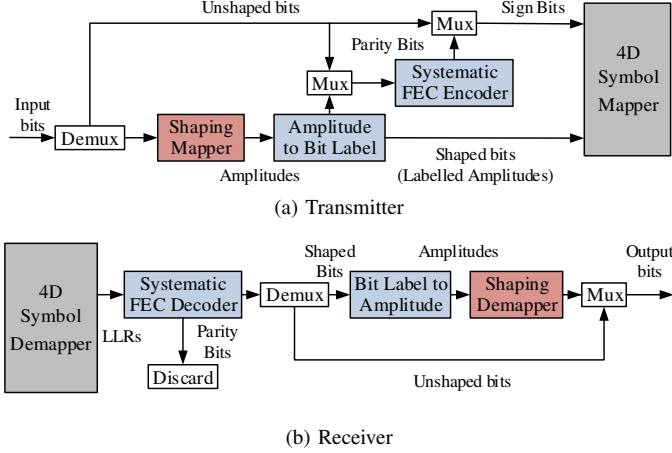 Unshaped bits
Sign Bits
Mux
Parity Bits
4D
Symbol
Mapper
Input
bits
Mux
Systematic
FEC Encoder
Demux
Shaping
Mapper
Amplitude
to Bit Label
Amplitudes
Shaped bits
(Labelled Amplitudes)
(a) Transmitter
4D
Symbol
Demapper
LLRs
Systematic
FEC Decoder
Parity
Bits
Discard
Shaped
Bits
Demux
Amplitudes
Bit Label to
Amplitude
Shaping
Demapper
Output
bits
Mux
Unshaped bits
(b) Receiver